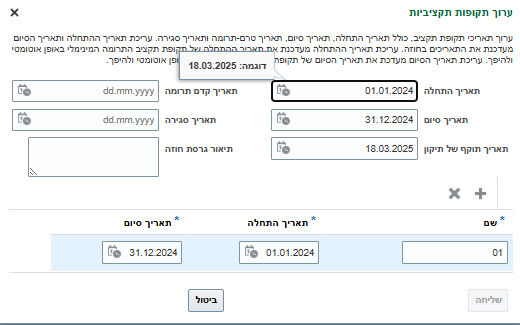 ערוך תקופות תקציביות
ערוך תאריכי תקופת תקציב, כולל תאריך התחלה, תאריך סיום, תאריך טרם-תרומה ותאריך סגירה. עריכת תאריך ההתחלה ותאריך הסיום
מעדכנת את התאריכים בחוזה. עריכת תאריך ההתחלה מעדכנת את תאריך ההתחלה של תקופת תקציב התרומה המינימלי באופן אוטומטי
ולהיפך. עריכת תאריך הסיום מעדכת את תאריך הסיום של תקופת באופן אוטומטי ולהיפך.
דוגמה: 18.03.2025
תאריך התחלה 01.01.2024 תאריך קדם תרומה dd.mm.yyyy
תאריך סיום 31.12.2024 תאריך סגירה dd.mm.yyyy
תאריך תוקף של תיקון 18.03.2025 תיאור גרסת חוזה
* שם * תאריך התחלה * תאריך סיום
01 01.01.2024 31.12.2024
שליחה ביטול